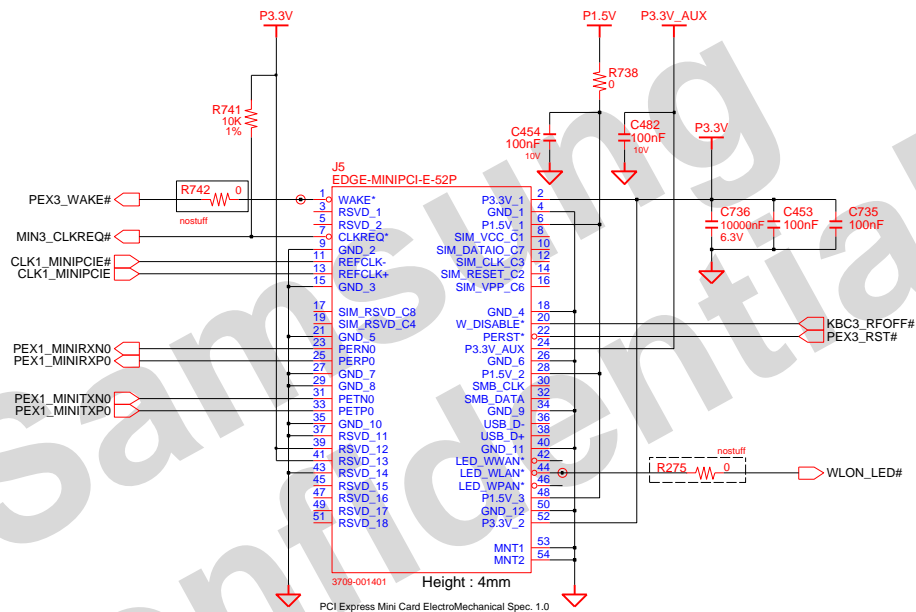 P3.3V
P1.5V
P3.3V_AUX
R738
0
R741
10K
1%
C454
100nF
10V
C482
100nF
10V
P3.3V
J5
EDGE-MINIPCI-E-52P
PEX3_WAKE#
R742
0
nostuff
MIN3_CLKREQ#
CLK1_MINIPCIE#
CLK1_MINIPCIE
PEX1_MINIRXN0
PEX1_MINIRXP0
PEX1_MINITXN0
PEX1_MINITXP0
1 WAKE*
3 RSVD_1
5 RSVD_2
7 CLKREQ*
9 GND_2
11 REFCLK-
13 REFCLK+
15 GND_3
17 SIM_RSVD_C8
19 SIM_RSVD_C4
21 GND_5
23 PERN0
25 PERP0
27 GND_7
29 GND_8
31 PETN0
33 PETP0
35 GND_10
37 RSVD_11
39 RSVD_12
41 RSVD_13
43 RSVD_14
45 RSVD_15
47 RSVD_16
49 RSVD_17
51 RSVD_18
P3.3V_1 2
GND_1 4
P1.5V_1 6
SIM_VCC_C1 8
SIM_DATAIO_C7 10
SIM_CLK_C3 12
SIM_RESET_C2 14
SIM_VPP_C6 16
GND_4 18
W_DISABLE* 20
PERST* 22
P3.3V_AUX 24
GND_6 26
P1.5V_2 28
SMB_CLK 30
SMB_DATA 32
GND_9 34
USB_D- 36
USB_D+ 38
GND_11 40
LED_WWAN* 42
LED_WLAN* 44
LED_WPAN* 46
P1.5V_3 48
GND_12 50
P3.3V_2 52
MNT1 53
MNT2 54
C736
10000nF
6.3V
C453
100nF
C735
100nF
KBC3_RFOFF#
PEX3_RST#
nostuff
R275
0
WLON_LED#
3709-001401
Height : 4mm
PCI Express Mini Card ElectroMechanical Spec. 1.0
Samsung
Confidential